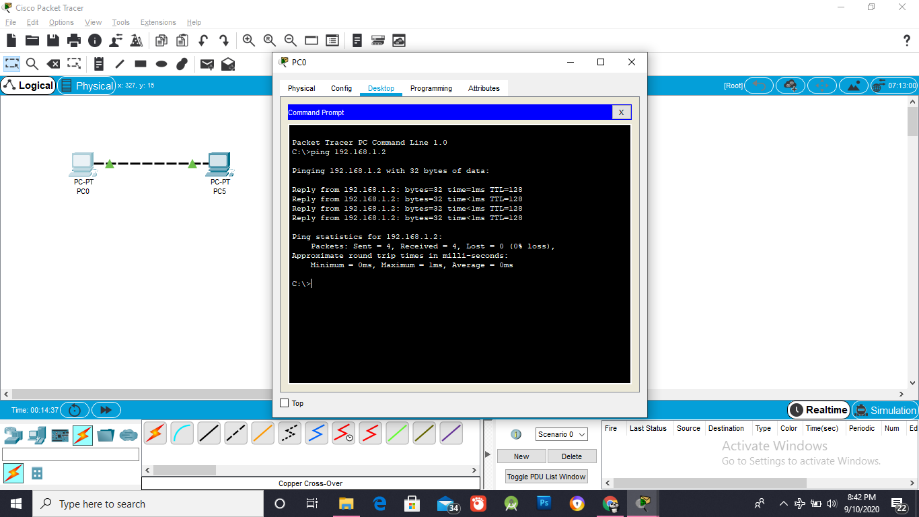 Cisco Packet Tracer
File Edit Options View Tools Extensions Help
?
Logical Physical x: 327, y: 15 [Root] 07:13:00
PC0
Physical Config Desktop Programming Attributes
Command Prompt X
Packet Tracer PC Command Line 1.0
C:\>ping 192.168.1.2
Pinging 192.168.1.2 with 32 bytes of data:
Reply from 192.168.1.2: bytes=32 time=1ms TTL=128
Reply from 192.168.1.2: bytes=32 time<1ms TTL=128
Reply from 192.168.1.2: bytes=32 time<1ms TTL=128
Reply from 192.168.1.2: bytes=32 time<1ms TTL=128
Ping statistics for 192.168.1.2:
Packets: Sent = 4, Received = 4, Lost = 0 (0% loss),
Approximate round trip times in milli-seconds:
Minimum = 0ms, Maximum = 1ms, Average = 0ms
C:\>
Top
PC-PT
PC0
PC-PT
PC5
Time: 00:14:37 Realtime Simulation
Scenario 0
New Delete
Toggle PDU List Window
Fire Last Status Source Destination Type Color Time(sec) Periodic Num Ed
Copper Cross-Over
Activate Windows
Go to Settings to activate Windows.
Type here to search
34
8:42 PM
9/10/2020
22